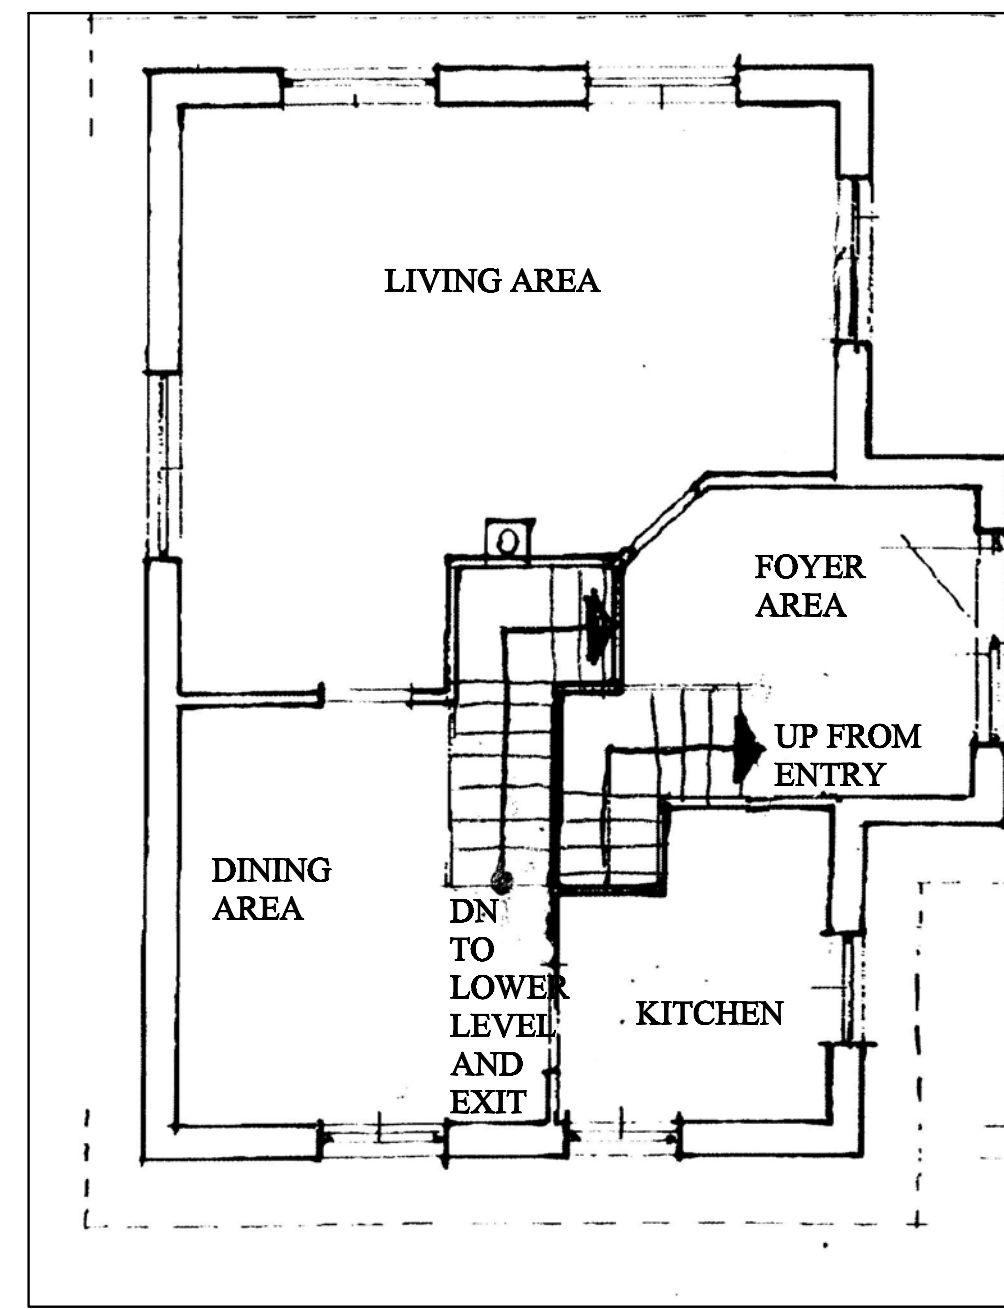 LIVING AREA
FOYER
AREA
UP FROM
ENTRY
DINING
AREA
DN
TO
LOWER
LEVEL
AND
EXIT
KITCHEN